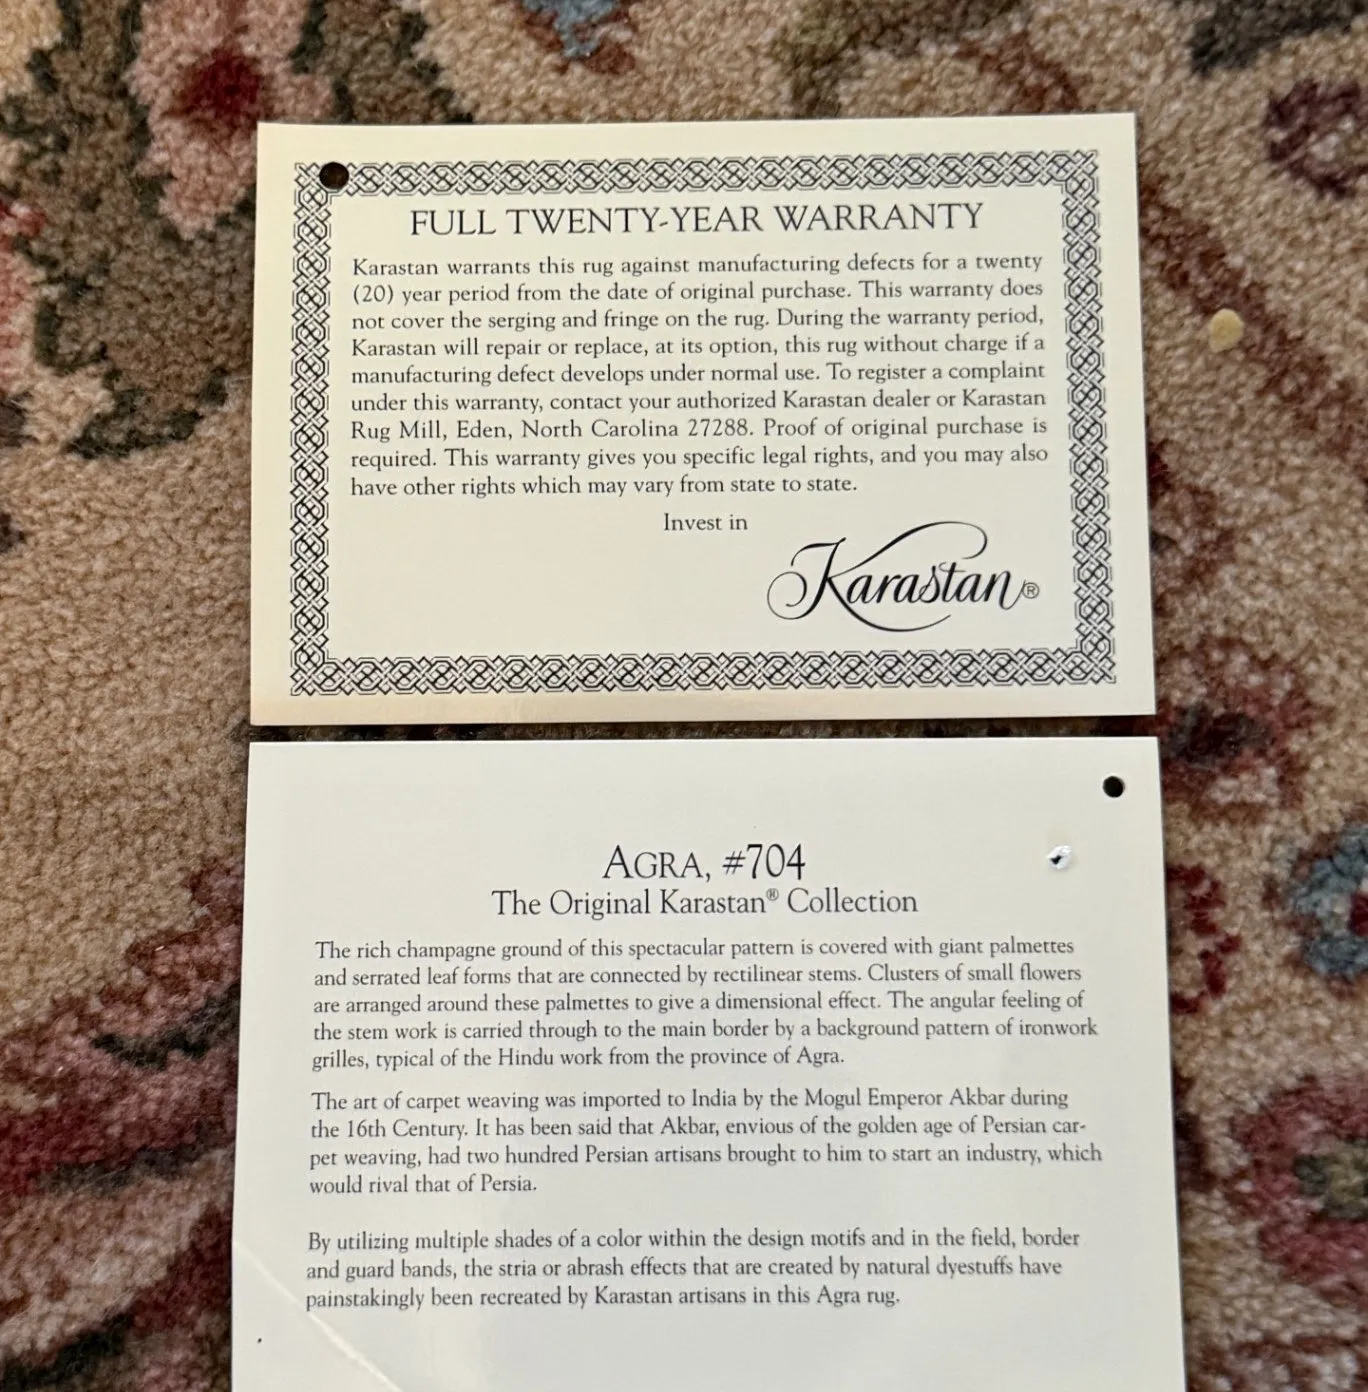 FULL TWENTY-YEAR WARRANTY
Karastan warrants this rug against manufacturing defects for a twenty
(20) year period from the date of original purchase. This warranty does
not cover the serging and fringe on the rug. During the warranty period,
Karastan will repair or replace, at its option, this rug without charge if a
manufacturing defect develops under normal use. To register a complaint
under this warranty, contact your authorized Karastan dealer or Karastan
Rug Mill, Eden, North Carolina 27288. Proof of original purchase is
required. This warranty gives you specific legal rights, and you may also
have other rights which may vary from state to state.
Invest in
Karastan®
AGRA, #704
The Original Karastan® Collection
The rich champagne ground of this spectacular pattern is covered with giant palmettes
and serrated leaf forms that are connected by rectilinear stems. Clusters of small flowers
are arranged around these palmettes to give a dimensional effect. The angular feeling of
the stem work is carried through to the main border by a background pattern of ironwork
grilles, typical of the Hindu work from the province of Agra.
The art of carpet weaving was imported to India by the Mogul Emperor Akbar during
the 16th Century. It has been said that Akbar, envious of the golden age of Persian car-
pet weaving, had two hundred Persian artisans brought to him to start an industry, which
would rival that of Persia.
By utilizing multiple shades of a color within the design motifs and in the field, border
and guard bands, the stria or abrash effects that are created by natural dyestuffs have
painstakingly been recreated by Karastan artisans in this Agra rug.